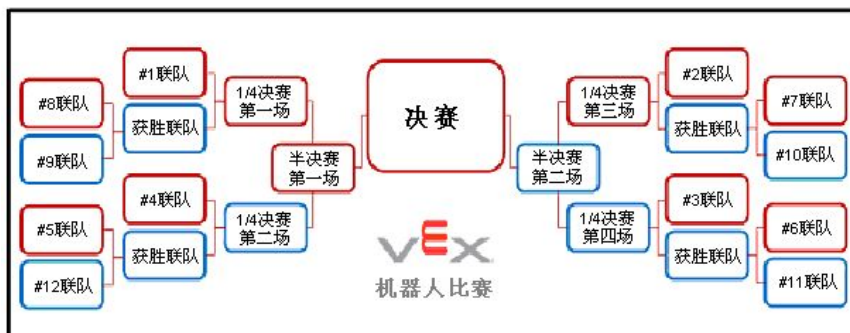 #1联队
#8联队
1/4决赛
第一场
获胜联队
#9联队
半决赛
第一场
#4联队
#5联队
1/4决赛
第二场
获胜联队
#12联队
决赛
VEX
机器人比赛
#2联队
1/4决赛
第三场
#7联队
获胜联队
#10联队
半决赛
第二场
#3联队
1/4决赛
第四场
#6联队
获胜联队
#11联队